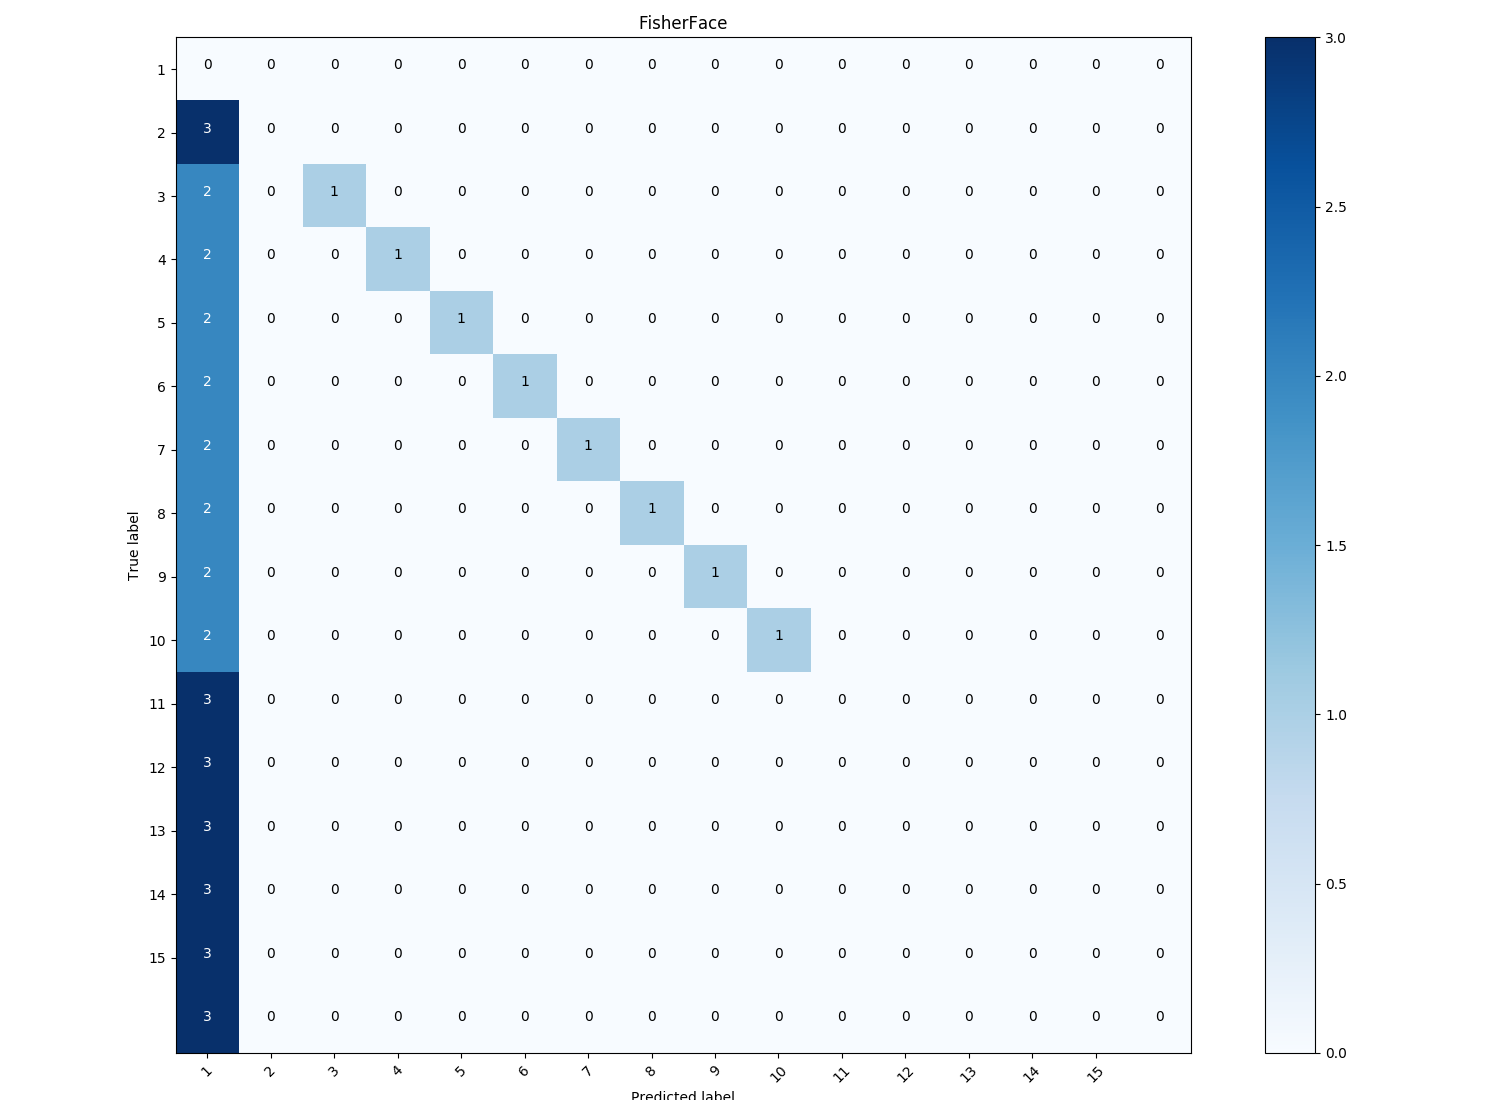 FisherFace
1 0 0 0 0 0 0 0 0 0 0 0 0 0 0 0 0
2 3 0 0 0 0 0 0 0 0 0 0 0 0 0 0 0
3 2 0 1 0 0 0 0 0 0 0 0 0 0 0 0 0
4 2 0 0 1 0 0 0 0 0 0 0 0 0 0 0 0
5 2 0 0 0 1 0 0 0 0 0 0 0 0 0 0 0
6 2 0 0 0 0 1 0 0 0 0 0 0 0 0 0 0
7 2 0 0 0 0 0 1 0 0 0 0 0 0 0 0 0
8 2 0 0 0 0 0 0 1 0 0 0 0 0 0 0 0
9 2 0 0 0 0 0 0 0 1 0 0 0 0 0 0 0
10 2 0 0 0 0 0 0 0 0 1 0 0 0 0 0 0
11 3 0 0 0 0 0 0 0 0 0 0 0 0 0 0 0
12 3 0 0 0 0 0 0 0 0 0 0 0 0 0 0 0
13 3 0 0 0 0 0 0 0 0 0 0 0 0 0 0 0
14 3 0 0 0 0 0 0 0 0 0 0 0 0 0 0 0
15 3 0 0 0 0 0 0 0 0 0 0 0 0 0 0 0
3 0 0 0 0 0 0 0 0 0 0 0 0 0 0 0
1 2 3 4 5 6 7 8 9 10 11 12 13 14 15
True label
Predicted label
3.0
2.5
2.0
1.5
1.0
0.5
0.0